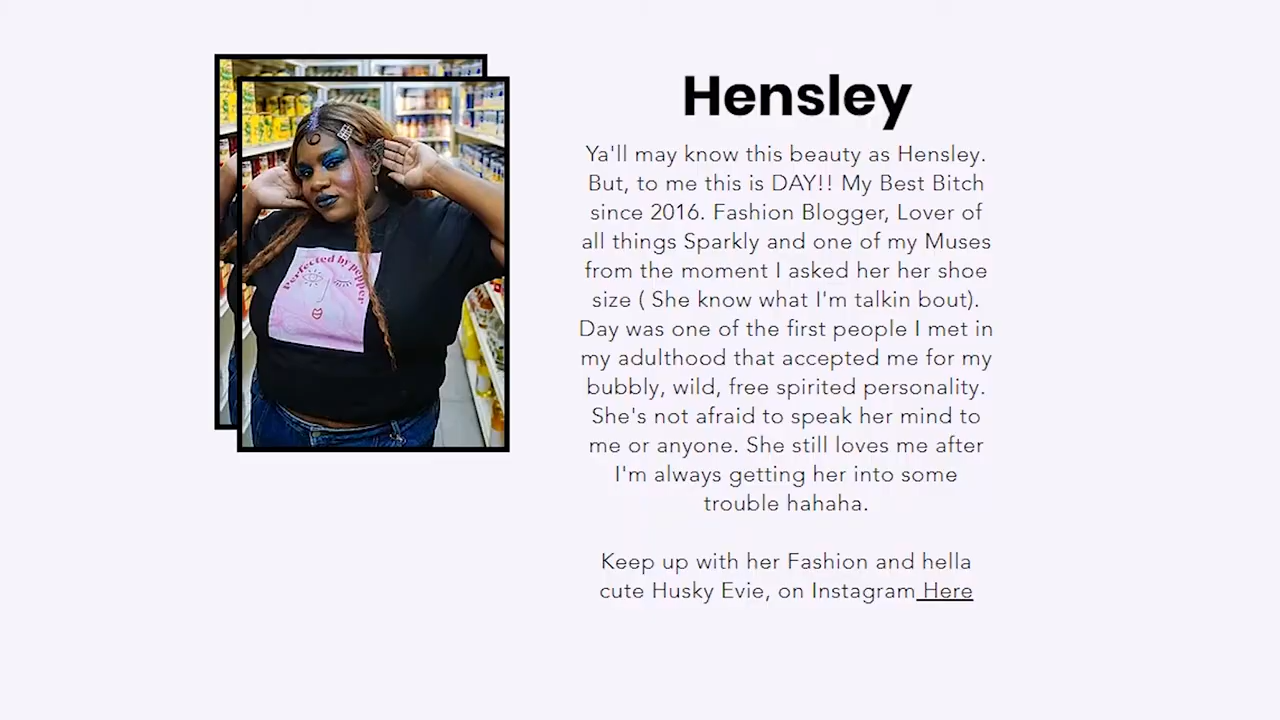 Hensley
Ya'll may know this beauty as Hensley.
But, to me this is DAY!! My Best Bitch
since 2016. Fashion Blogger, Lover of
all things Sparkly and one of my Muses
from the moment I asked her her shoe
size ( She know what I'm talkin bout).
Day was one of the first people I met in
my adulthood that accepted me for my
bubbly, wild, free spirited personality.
She's not afraid to speak her mind to
me or anyone. She still loves me after
I'm always getting her into some
trouble hahaha.
Keep up with her Fashion and hella
cute Husky Evie, on Instagram Here
Perfected by pepper